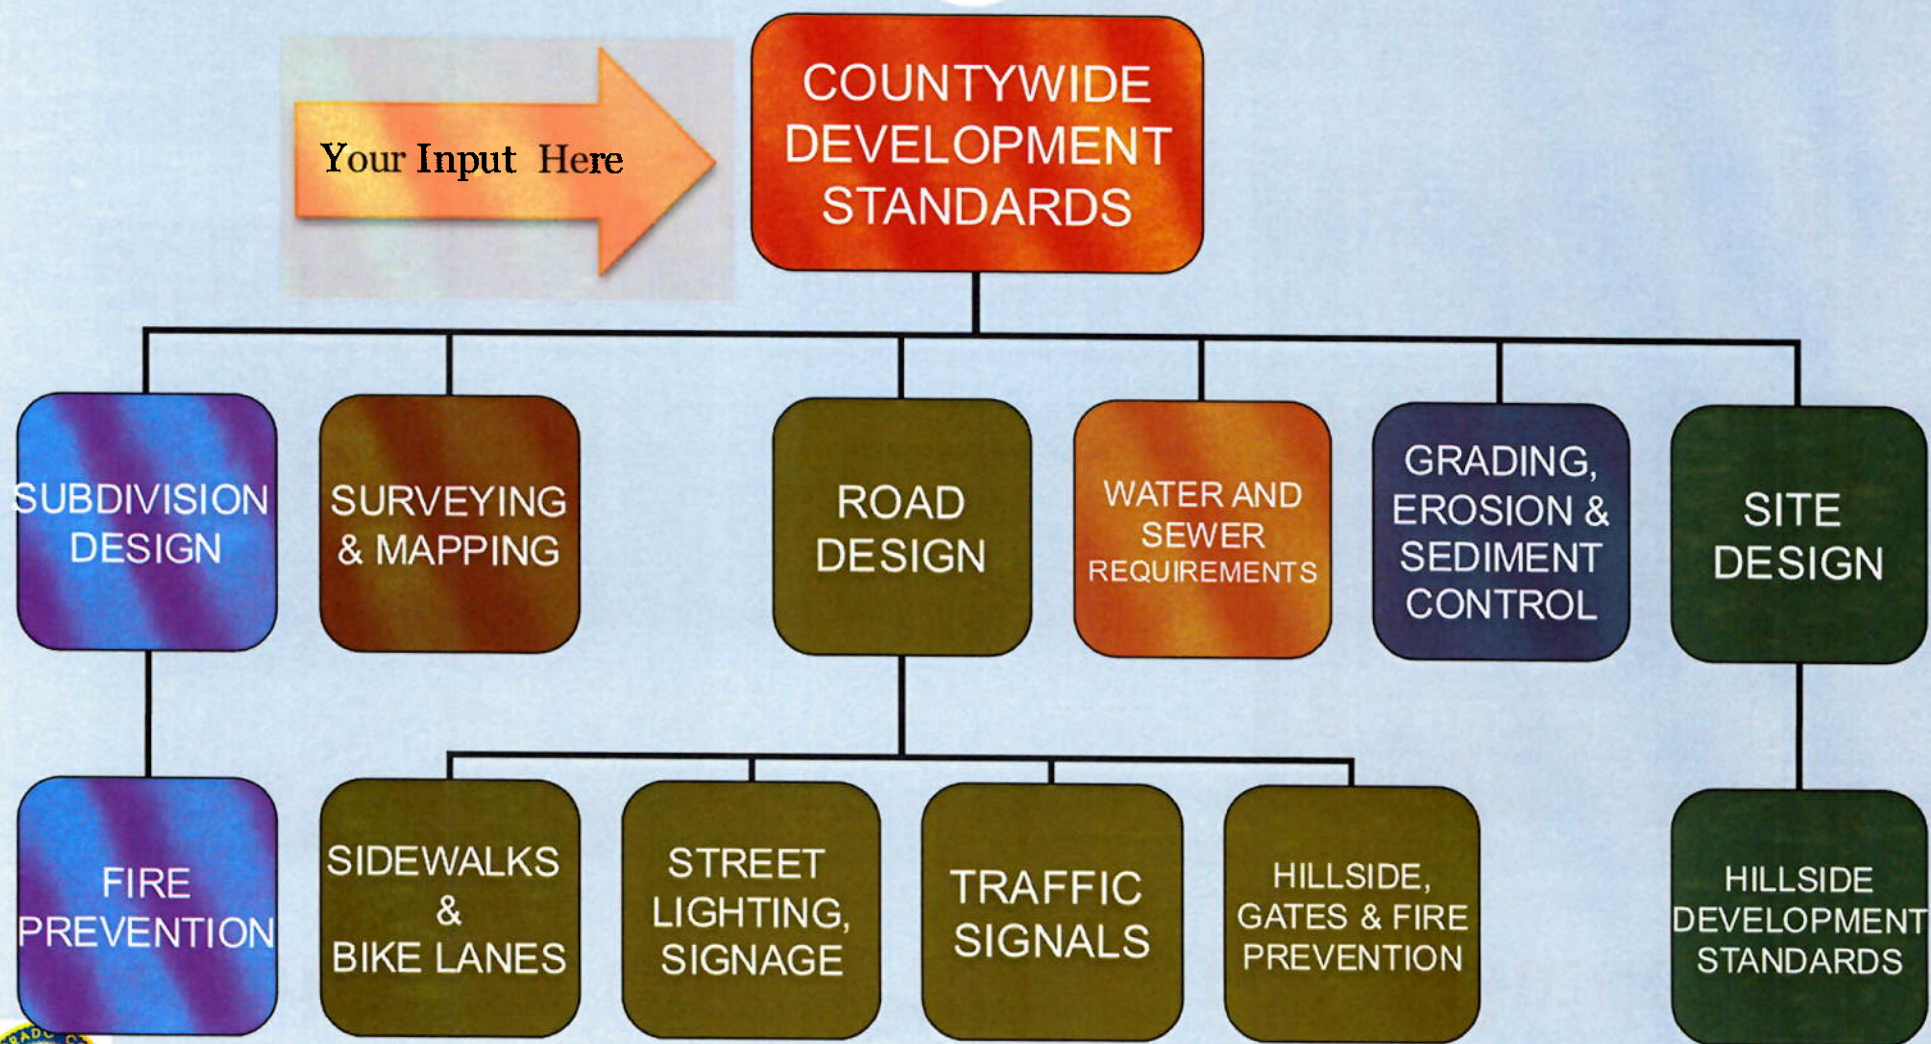 COUNTYWIDE
DEVELOPMENT
STANDARDS
Your Input Here
SUBDIVISION
DESIGN
SURVEYING
& MAPPING
ROAD
DESIGN
WATER AND
SEWER
REQUIREMENTS
GRADING,
EROSION &
SEDIMENT
CONTROL
SITE
DESIGN
FIRE
PREVENTION
SIDEWALKS
&
BIKE LANES
STREET
LIGHTING,
SIGNAGE
TRAFFIC
SIGNALS
HILLSIDE,
GATES & FIRE
PREVENTION
HILLSIDE
DEVELOPMENT
STANDARDS